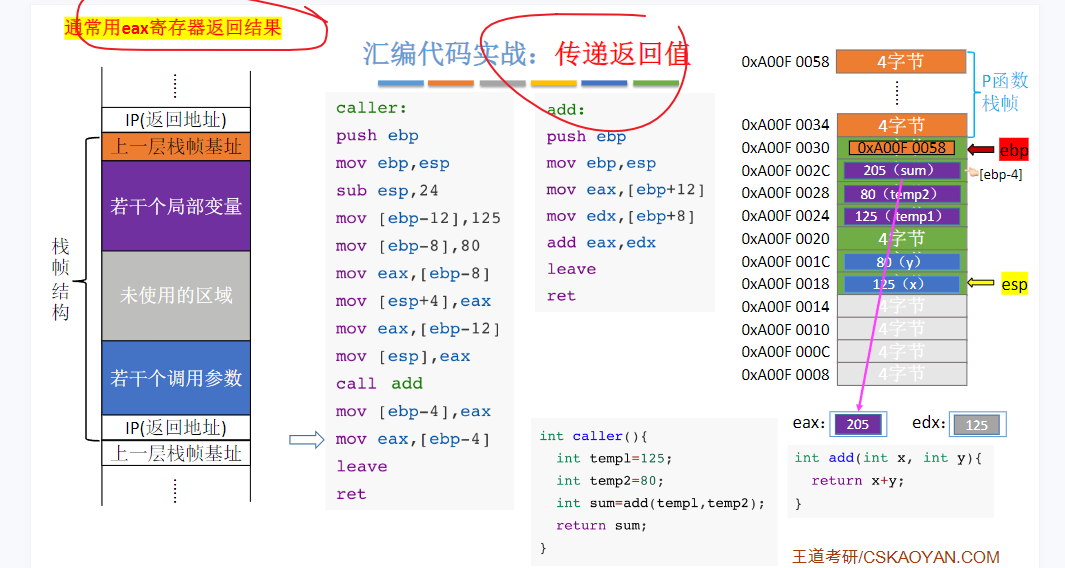 通常用eax寄存器返回结果
汇编代码实战：传递返回值
IP(返回地址)
上一层栈帧基址
若干个局部变量
未使用的区域
若干个调用参数
IP(返回地址)
上一层栈帧基址
栈帧结构
caller:
push ebp
mov ebp,esp
sub esp,24
mov [ebp-12],125
mov [ebp-8],80
mov eax,[ebp-8]
mov [esp+4],eax
mov eax,[ebp-12]
mov [esp],eax
call add
mov [ebp-4],eax
mov eax,[ebp-4]
leave
ret
add:
push ebp
mov ebp,esp
mov eax,[ebp+12]
mov edx,[ebp+8]
add eax,edx
leave
ret
0xA00F 0058 4字节
P函数
栈帧
0xA00F 0034 4字节
0xA00F 0030 0xA00F 0058 ebp
0xA00F 002C 205（sum） [ebp-4]
0xA00F 0028 80（temp2）
0xA00F 0024 125（temp1）
0xA00F 0020 4字节
0xA00F 001C 80（y）
0xA00F 0018 125（x） esp
0xA00F 0014 4字节
0xA00F 0010 4字节
0xA00F 000C 4字节
0xA00F 0008 4字节
eax: 205 edx: 125
int caller(){
int temp1=125;
int temp2=80;
int sum=add(temp1,temp2);
return sum;
}
int add(int x, int y){
return x+y;
}
王道考研/CSKAOYAN.COM